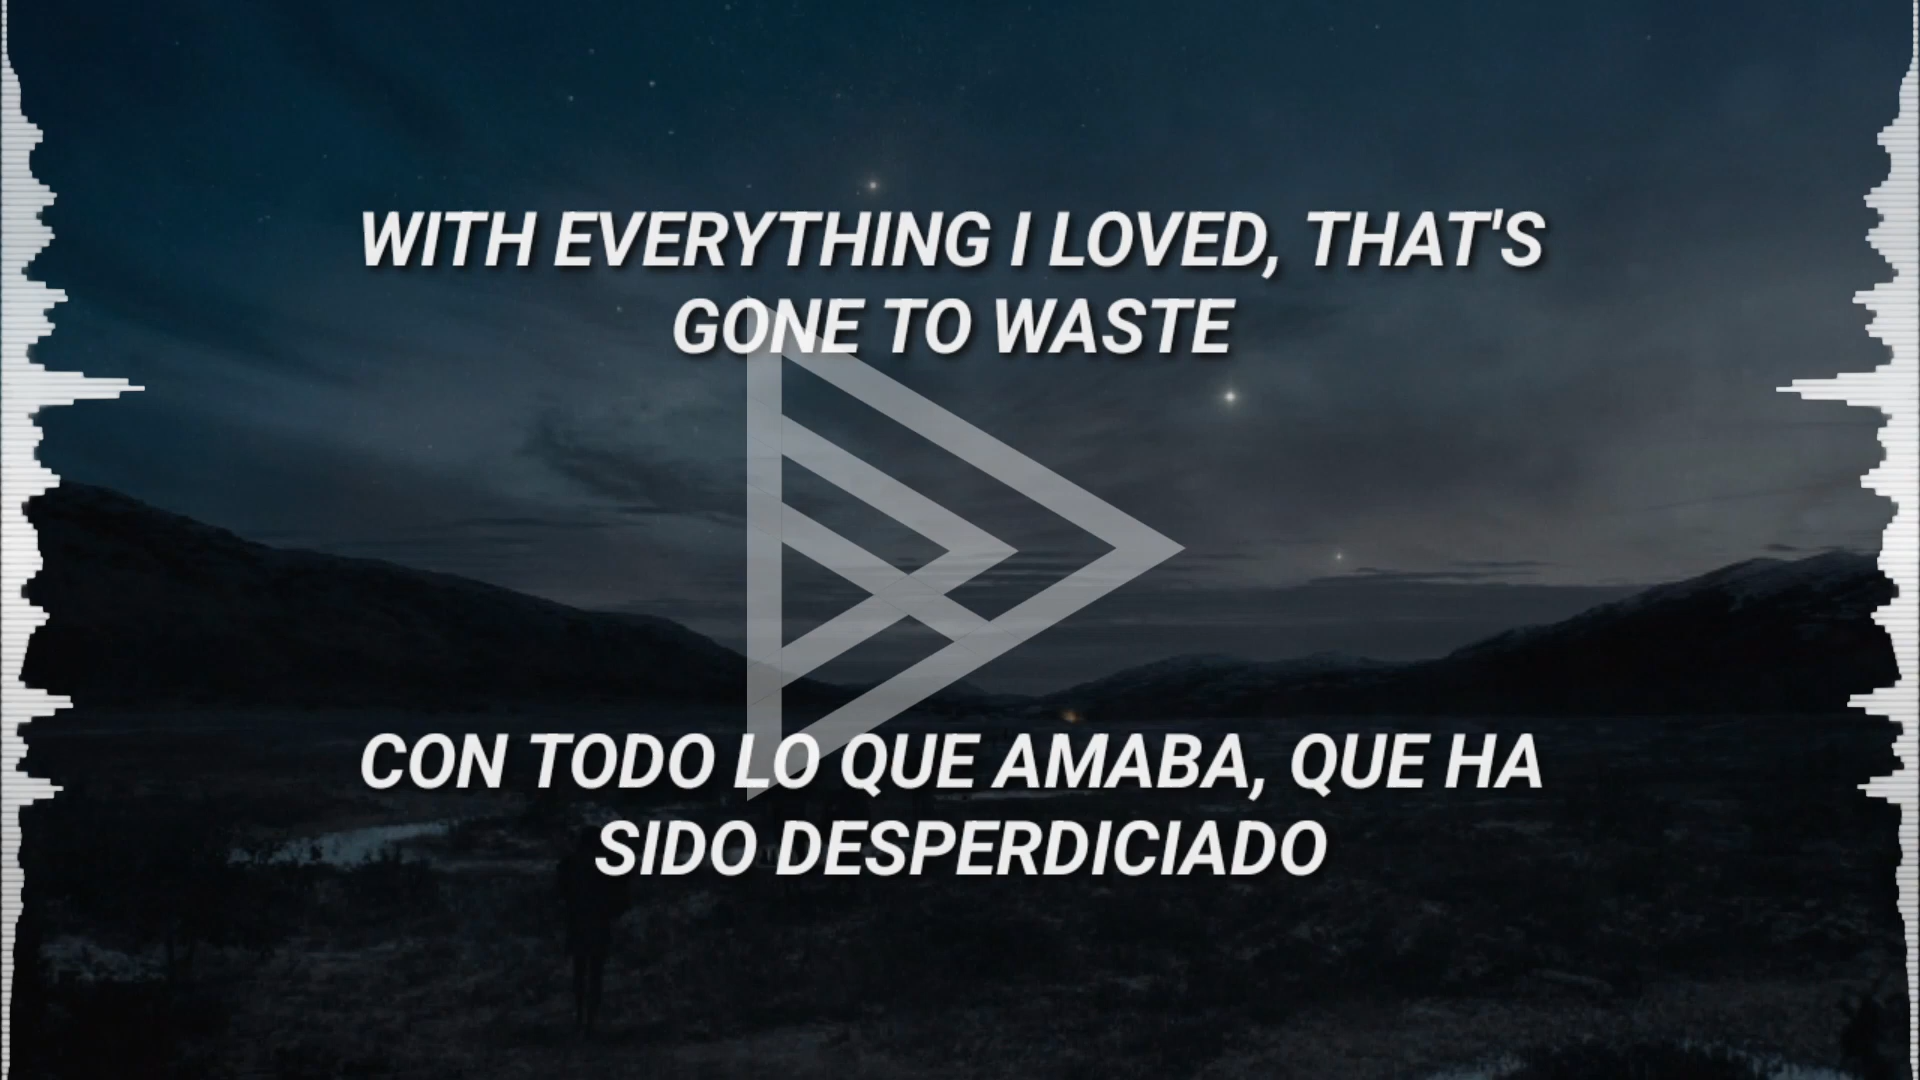 WITH EVERYTHING I LOVED, THAT'S
GONE TO WASTE
CON TODO LO QUE AMABA, QUE HA
SIDO DESPERDICIADO